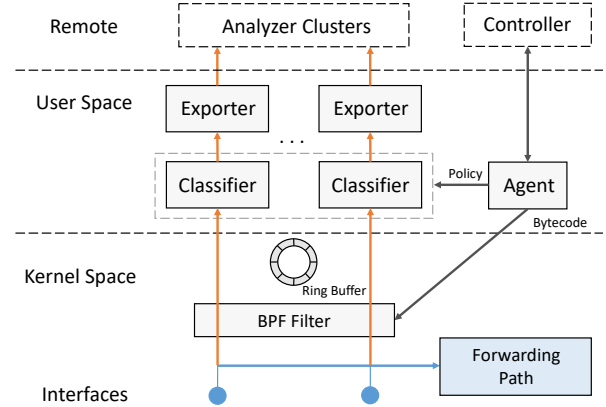 Remote
Analyzer Clusters
Controller
User Space
Exporter
Exporter
. . .
Classifier
Classifier
Policy
Agent
Bytecode
Kernel Space
Ring Buffer
BPF Filter
Forwarding
Path
Interfaces